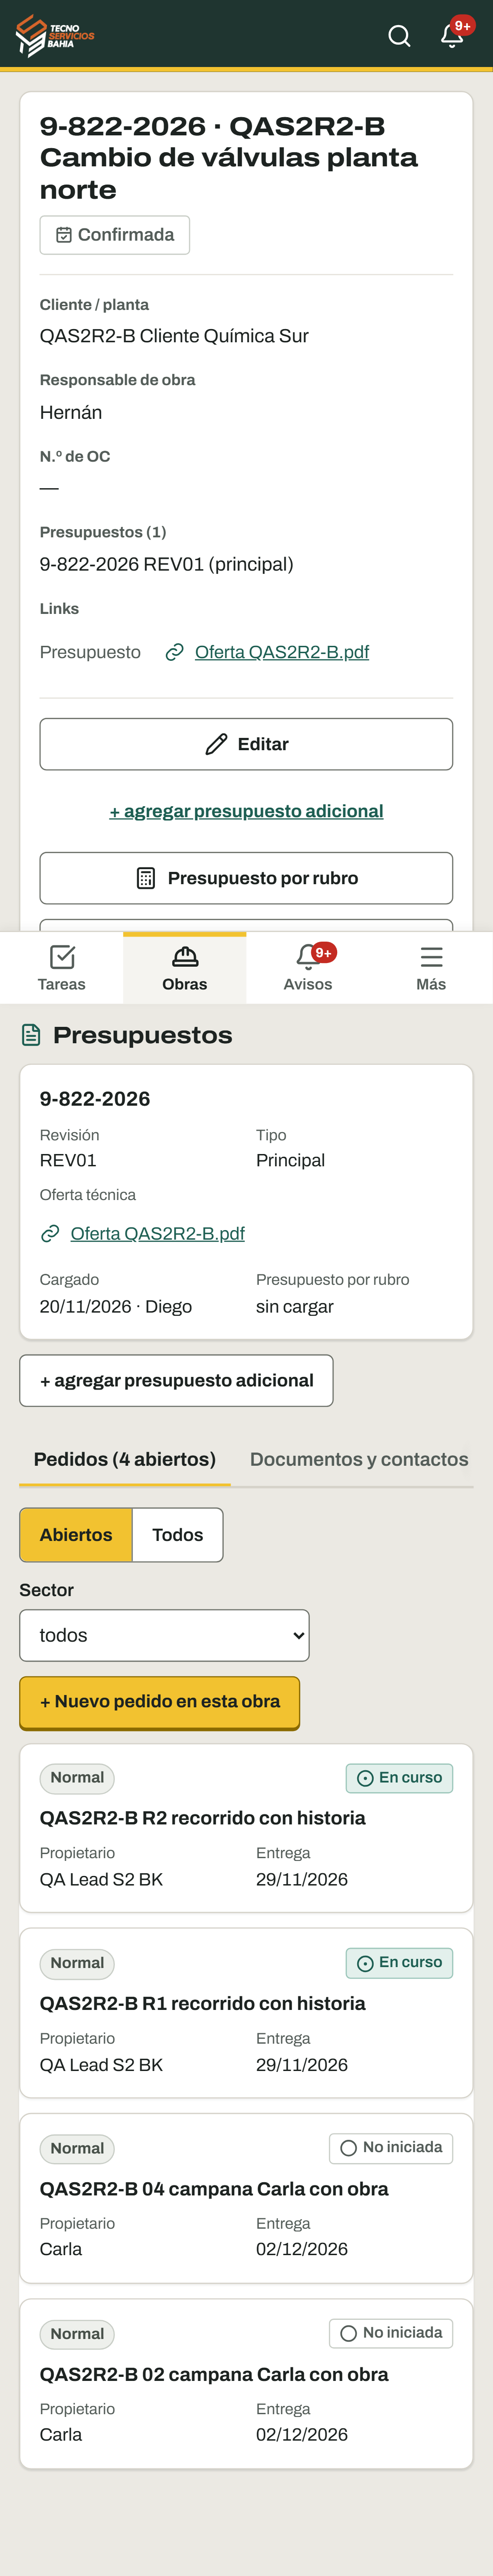 TECNO
SERVICIOS
BAHIA
9+
9-822-2026 · QAS2R2-B
Cambio de válvulas planta
norte
Confirmada
Cliente / planta
QAS2R2-B Cliente Química Sur
Responsable de obra
Hernán
N.º de OC
—
Presupuestos (1)
9-822-2026 REV01 (principal)
Links
Presupuesto Oferta QAS2R2-B.pdf
Editar
+ agregar presupuesto adicional
Presupuesto por rubro
9+
Tareas Obras Avisos Más
Presupuestos
9-822-2026
Revisión Tipo
REV01 Principal
Oferta técnica
Oferta QAS2R2-B.pdf
Cargado Presupuesto por rubro
20/11/2026 · Diego sin cargar
+ agregar presupuesto adicional
Pedidos (4 abiertos) Documentos y contactos
Abiertos Todos
Sector
todos
+ Nuevo pedido en esta obra
Normal En curso
QAS2R2-B R2 recorrido con historia
Propietario Entrega
QA Lead S2 BK 29/11/2026
Normal En curso
QAS2R2-B R1 recorrido con historia
Propietario Entrega
QA Lead S2 BK 29/11/2026
Normal No iniciada
QAS2R2-B 04 campana Carla con obra
Propietario Entrega
Carla 02/12/2026
Normal No iniciada
QAS2R2-B 02 campana Carla con obra
Propietario Entrega
Carla 02/12/2026